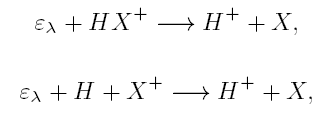 ε_λ + HX⁺ ⟶ H⁺ + X,
ε_λ + H + X⁺ ⟶ H⁺ + X,